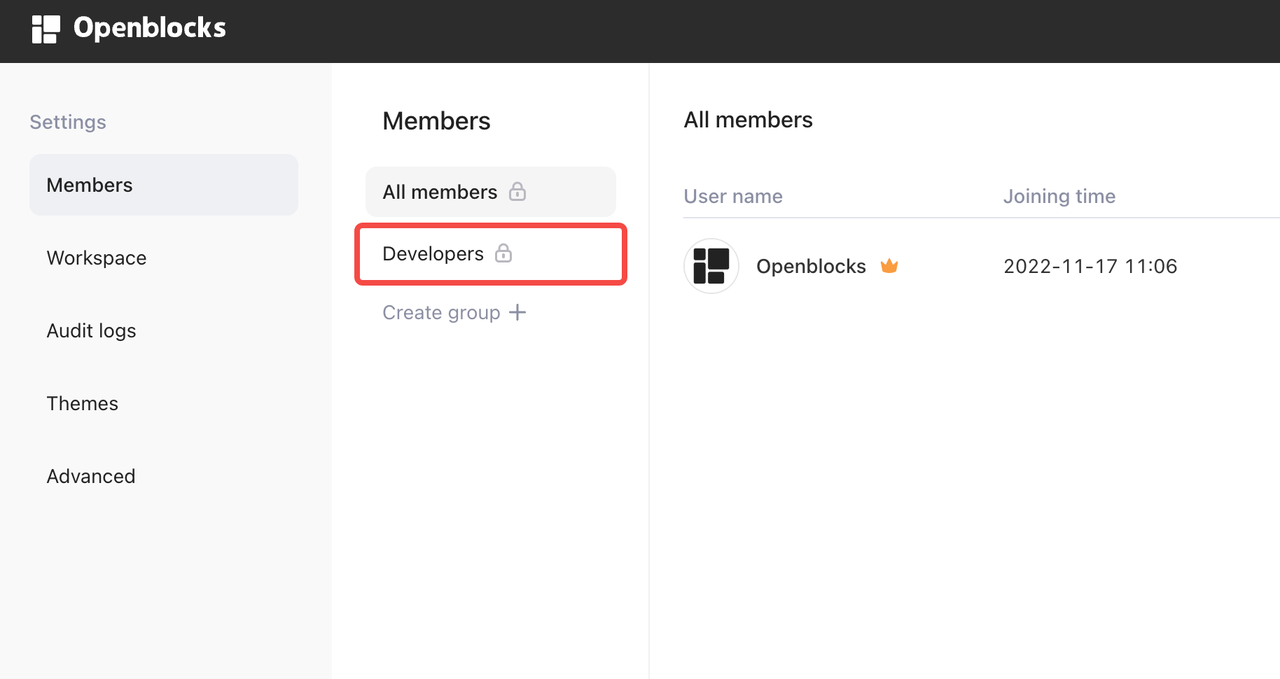 Openblocks
Settings
Members
Workspace
Audit logs
Themes
Advanced
Members
All members
Developers
Create group
All members
User name Joining time
Openblocks 2022-11-17 11:06